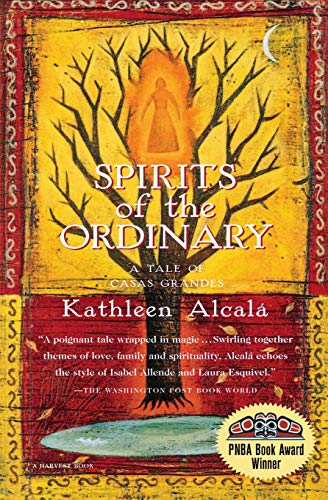 SPIRITS
of the
ORDINARY
A TALE OF
CASAS GRANDES
Kathleen Alcalá
"A poignant tale wrapped in magic...Swirling together
themes of love, family and spirituality, Alcalá echoes
the style of Isabel Allende and Laura Esquivel."
—THE WASHINGTON POST BOOK WORLD
PNBA Book Award
Winner
A HARVEST BOOK